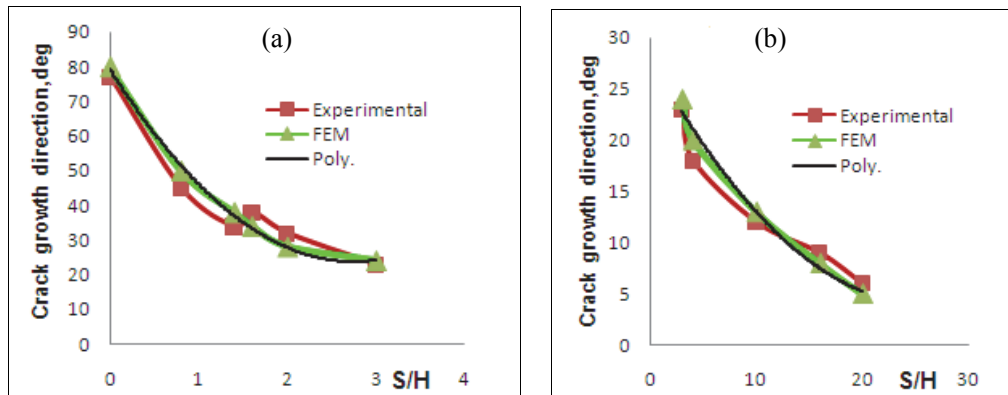 (a)
Crack growth direction,deg
90
80
70
60
50
40
30
20
10
0
Experimental
FEM
Poly.
0 1 2 3 S/H 4
(b)
Crack growth direction,deg
30
25
20
15
10
5
0
Experimental
FEM
Poly.
0 10 20 S/H 30